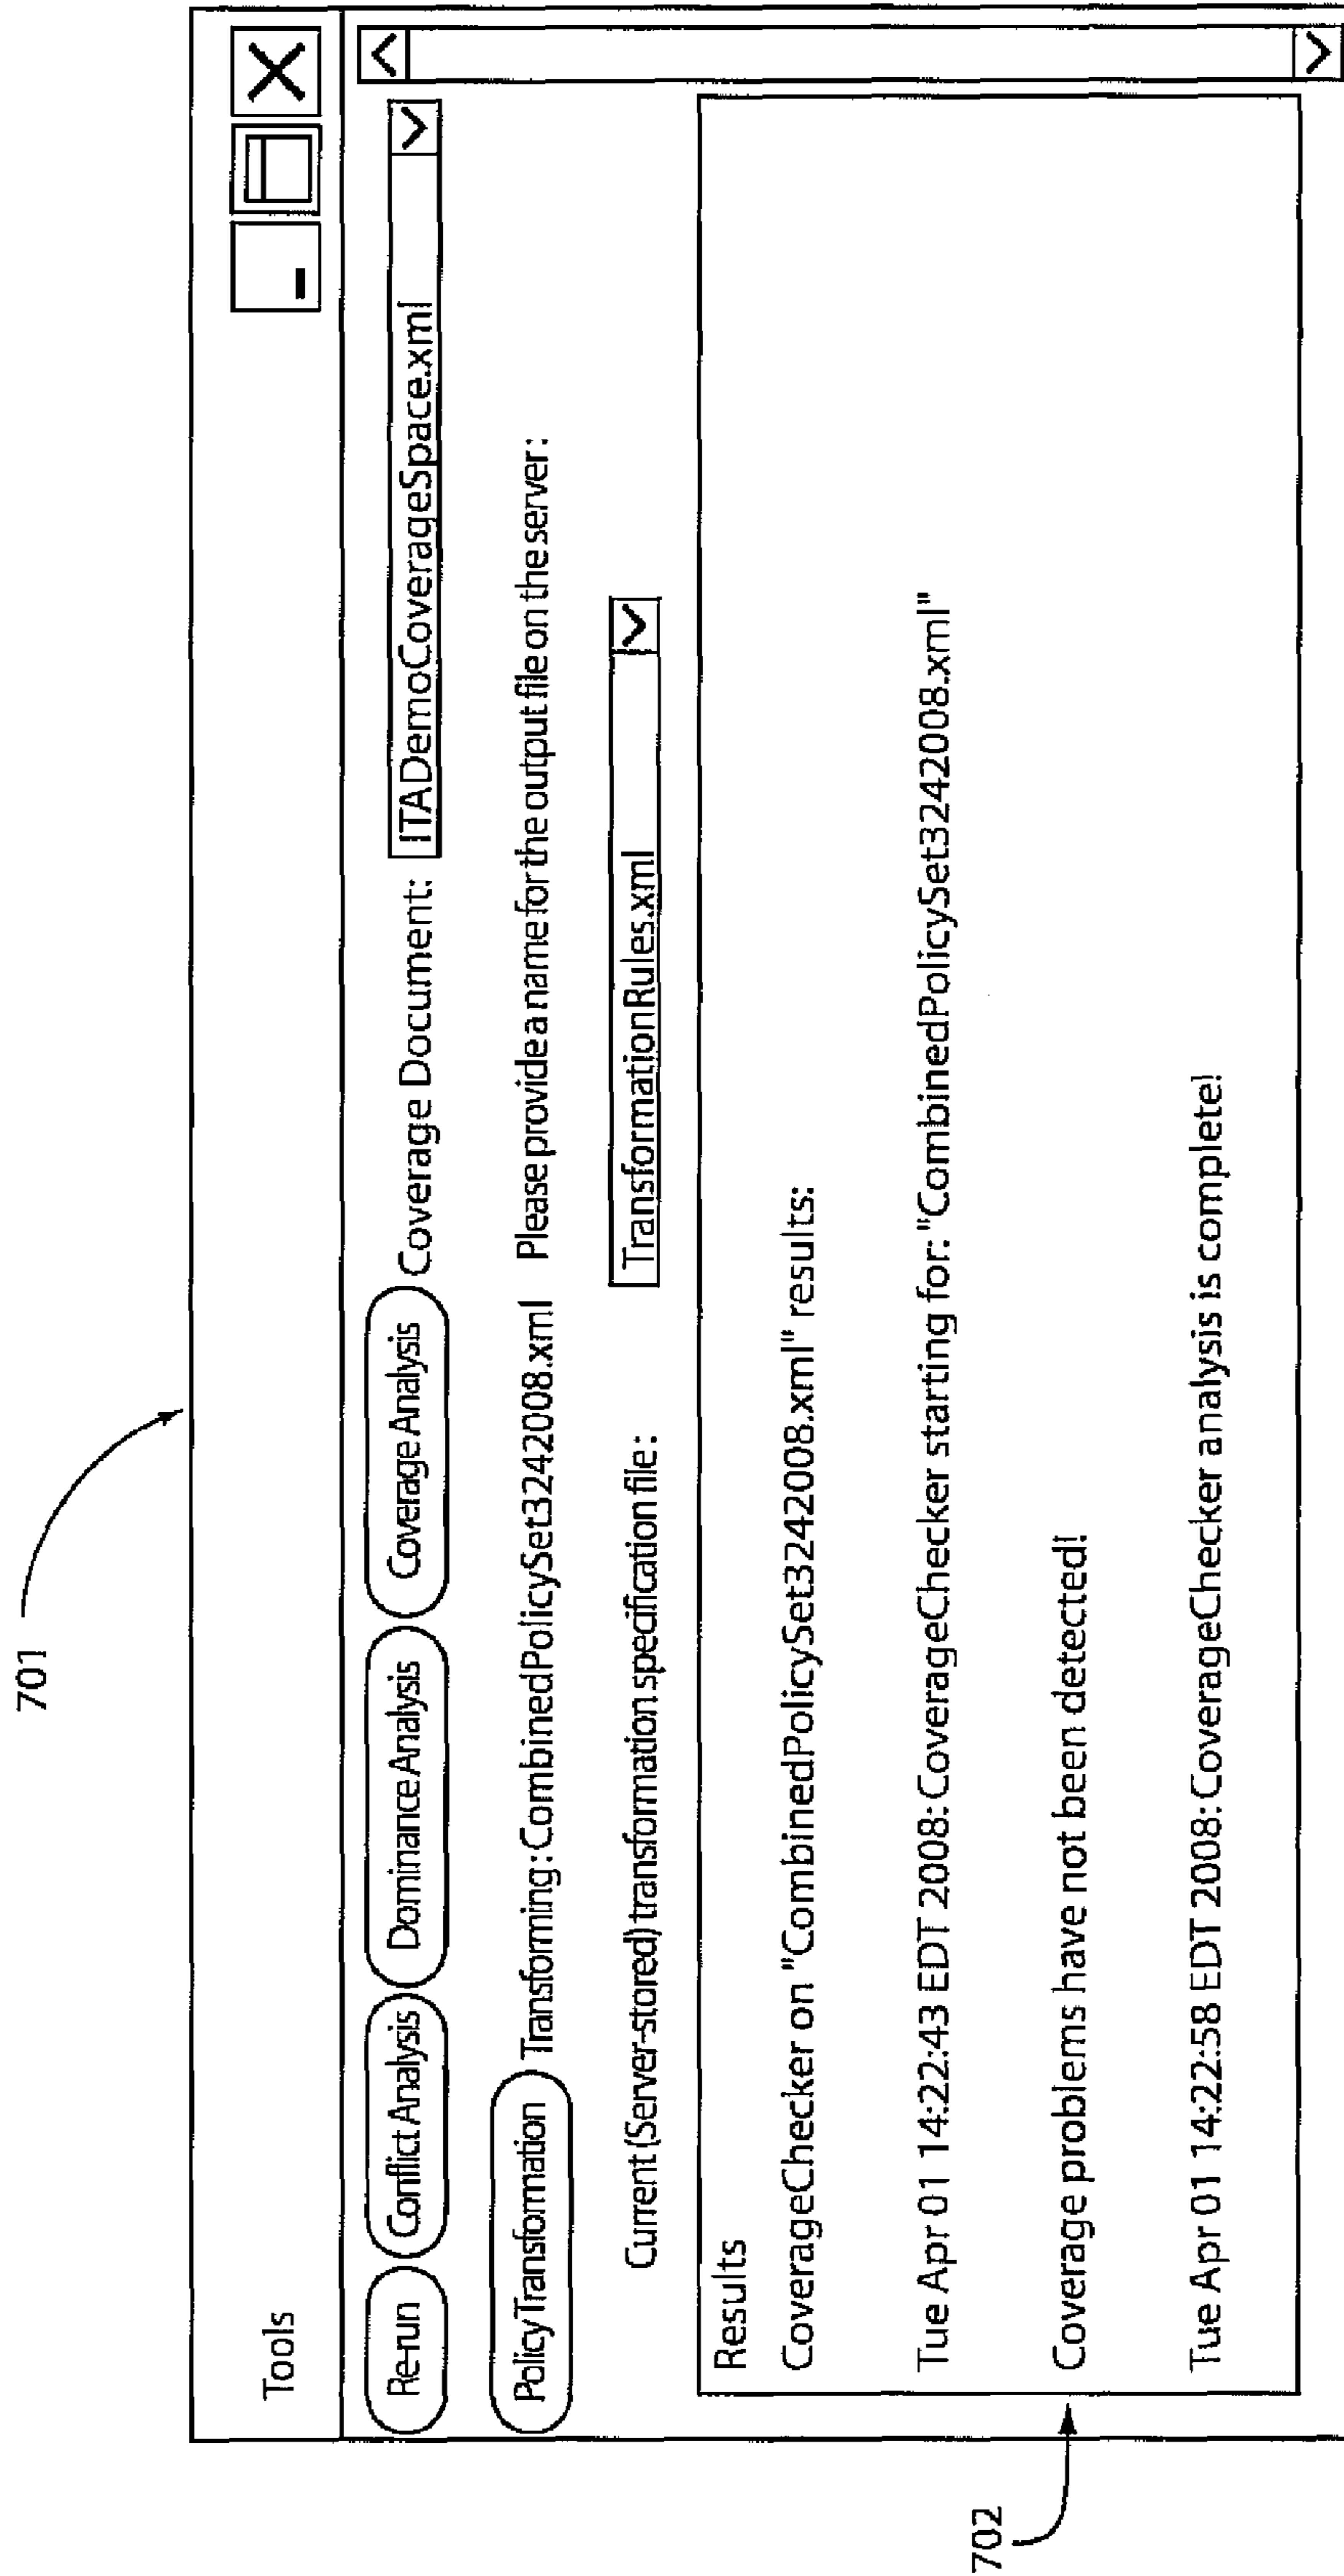 701
Tools
Re-run Conflict Analysis Dominance Analysis Coverage Analysis Coverage Document: ITADemoCoverageSpace.xml
Policy Transformation Transforming: CombinedPolicySet3242008.xml Please provide a name for the output file on the server:
Current (Server-stored) transformation specification file: TransformationRules.xml
Results
CoverageChecker on "CombinedPolicySet3242008.xml" results:
Tue Apr 01 14:22:43 EDT 2008: CoverageChecker starting for: "CombinedPolicySet3242008.xml"
702
Coverage problems have not been detected!
Tue Apr 01 14:22:58 EDT 2008: CoverageChecker analysis is complete!